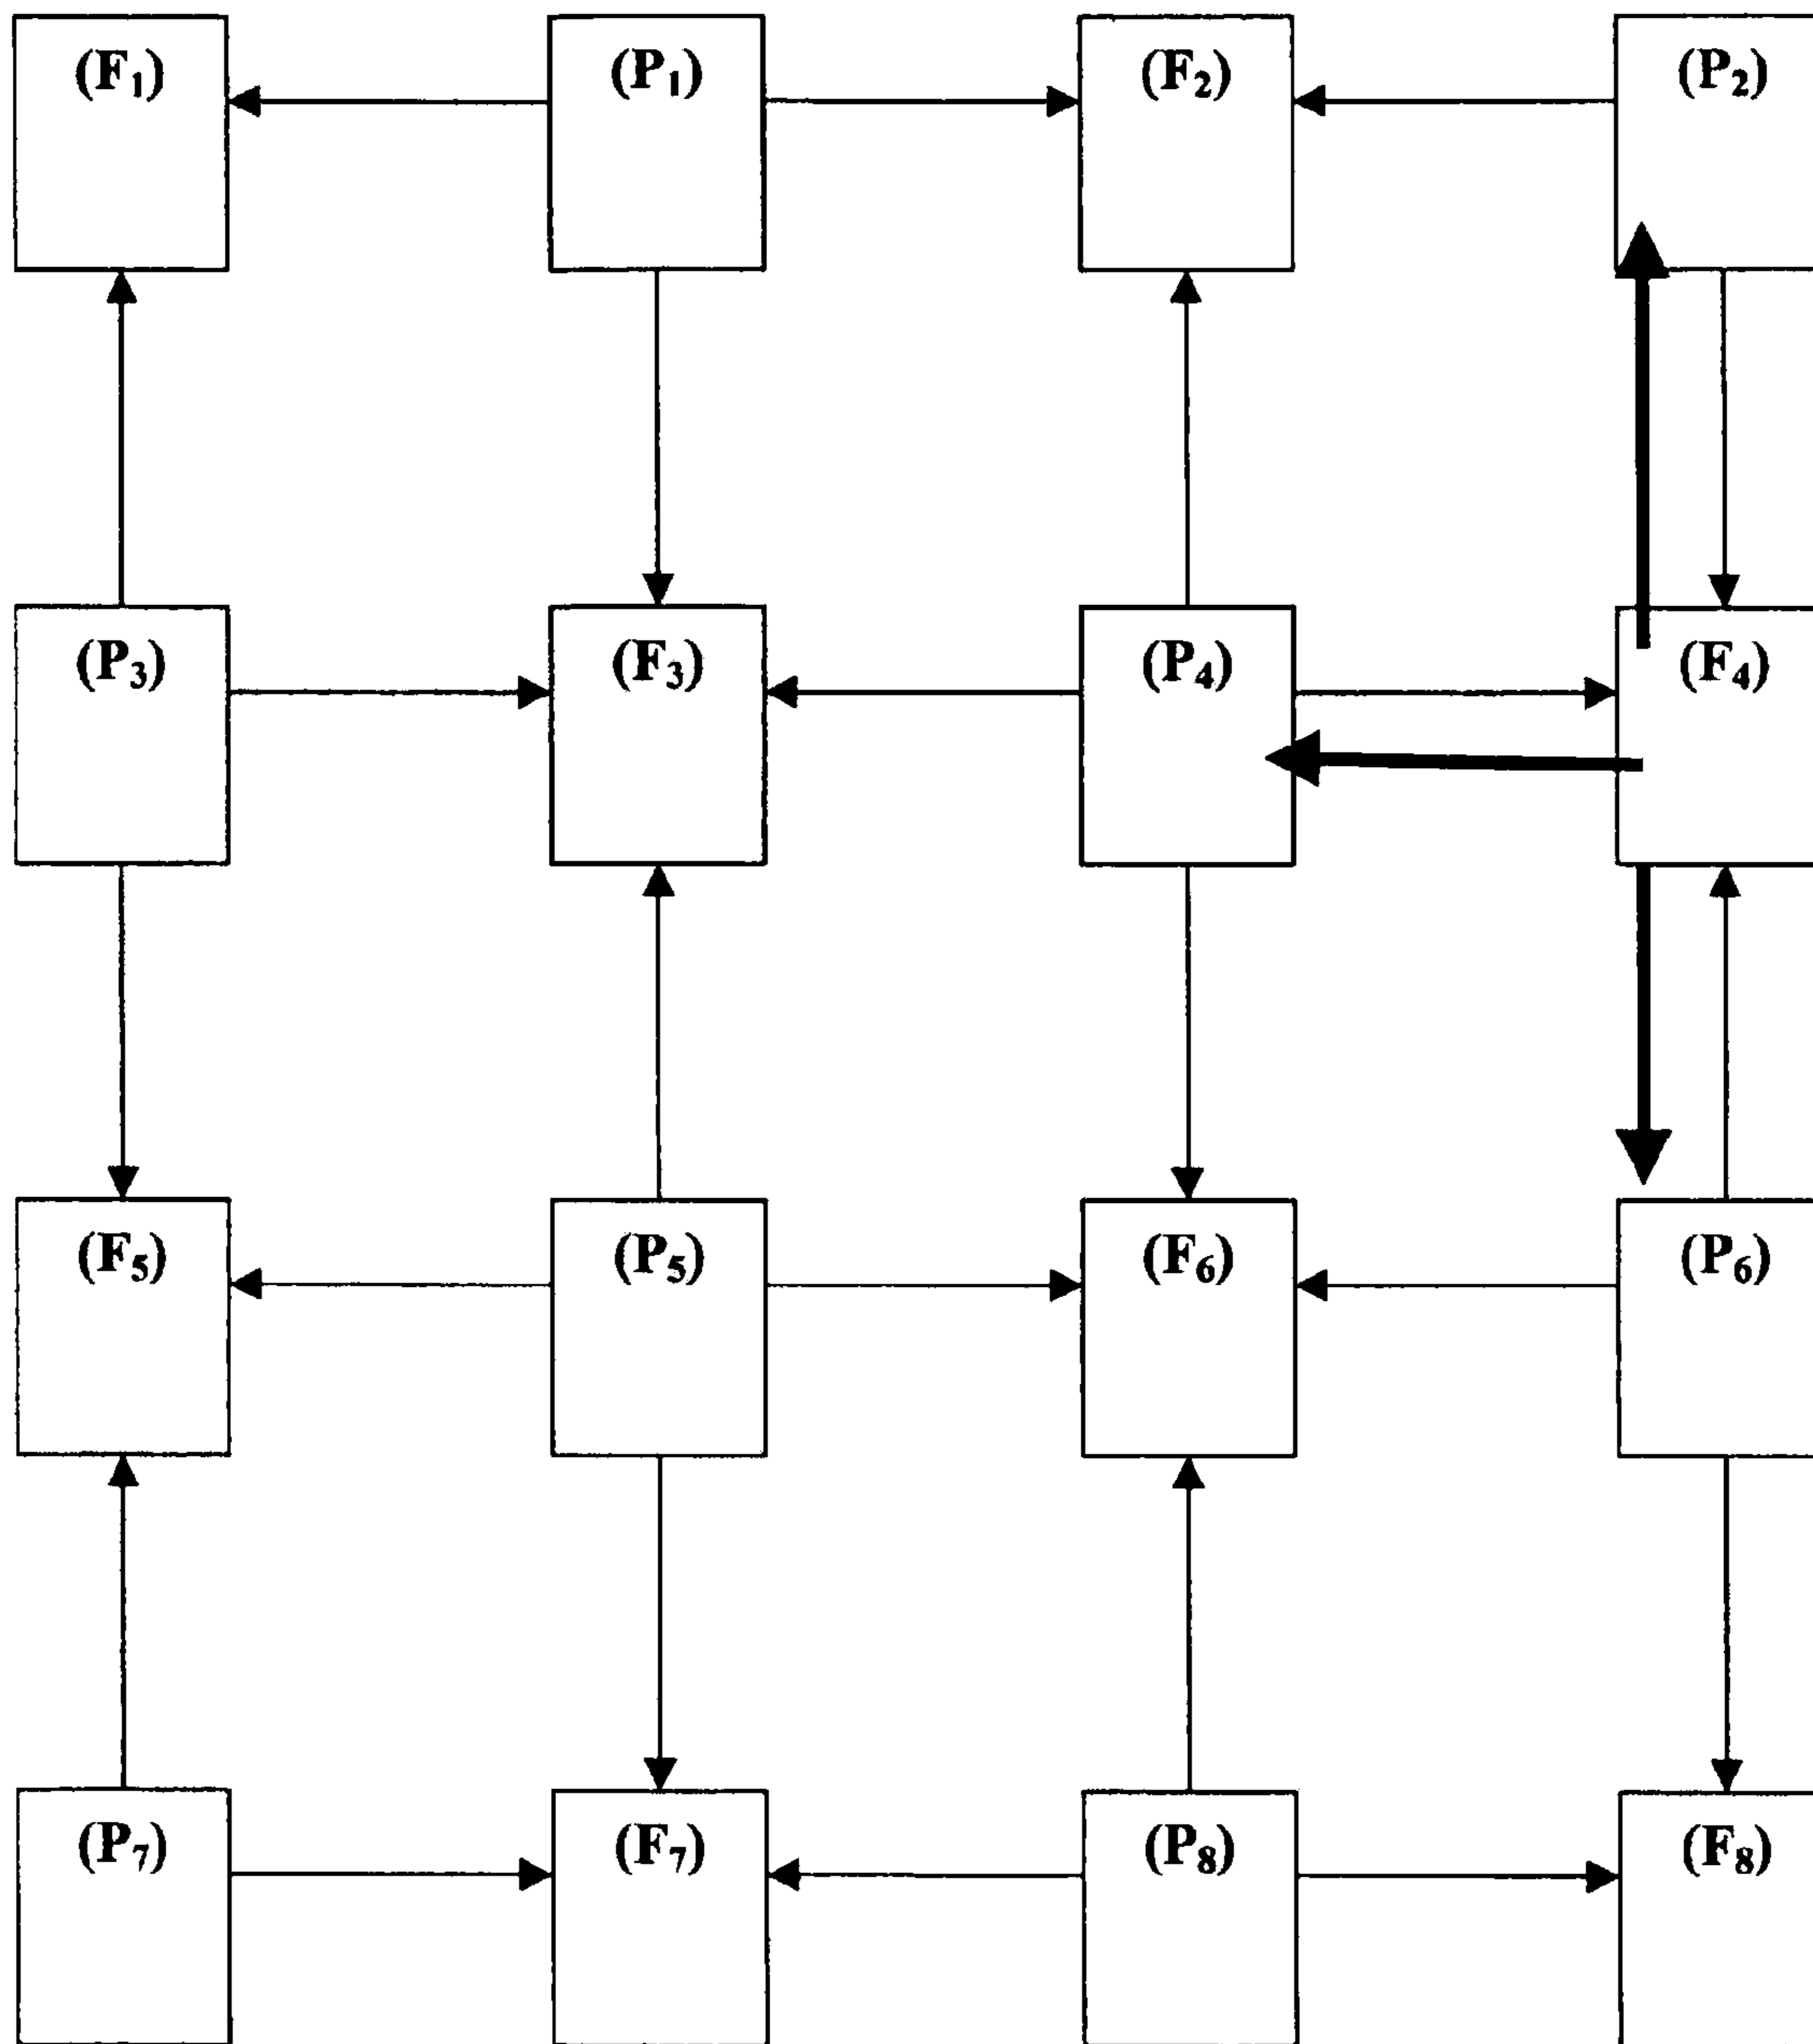 (F₁) (P₁) (F₂) (P₂)
(P₃) (F₃) (P₄) (F₄)
(F₅) (P₅) (F₆) (P₆)
(P₇) (F₇) (P₈) (F₈)